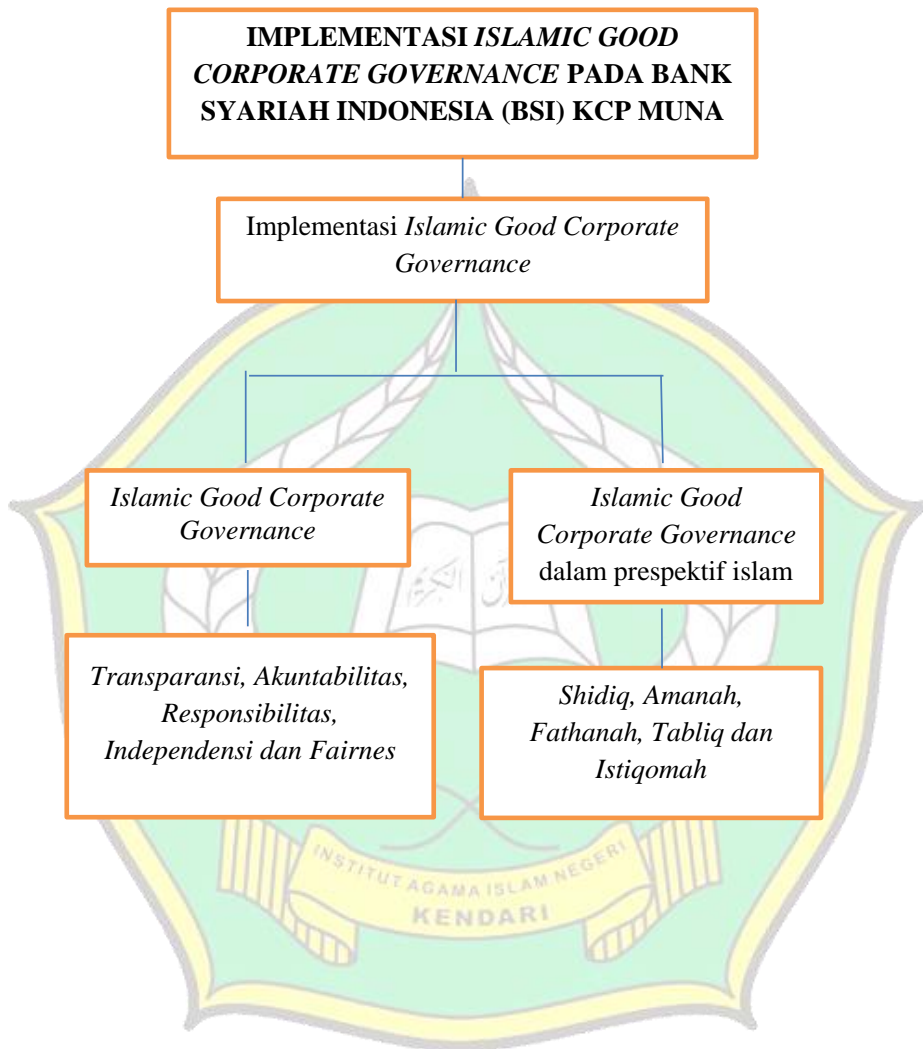 IMPLEMENTASI ISLAMIC GOOD
CORPORATE GOVERNANCE PADA BANK
SYARIAH INDONESIA (BSI) KCP MUNA
Implementasi Islamic Good Corporate
Governance
Islamic Good Corporate
Governance
Islamic Good
Corporate Governance
dalam prespektif islam
Transparansi, Akuntabilitas,
Responsibilitas,
Independensi dan Fairnes
Shidiq, Amanah,
Fathanah, Tabliq dan
Istiqomah
INSTITUT AGAMA ISLAM NEGERI
KENDARI